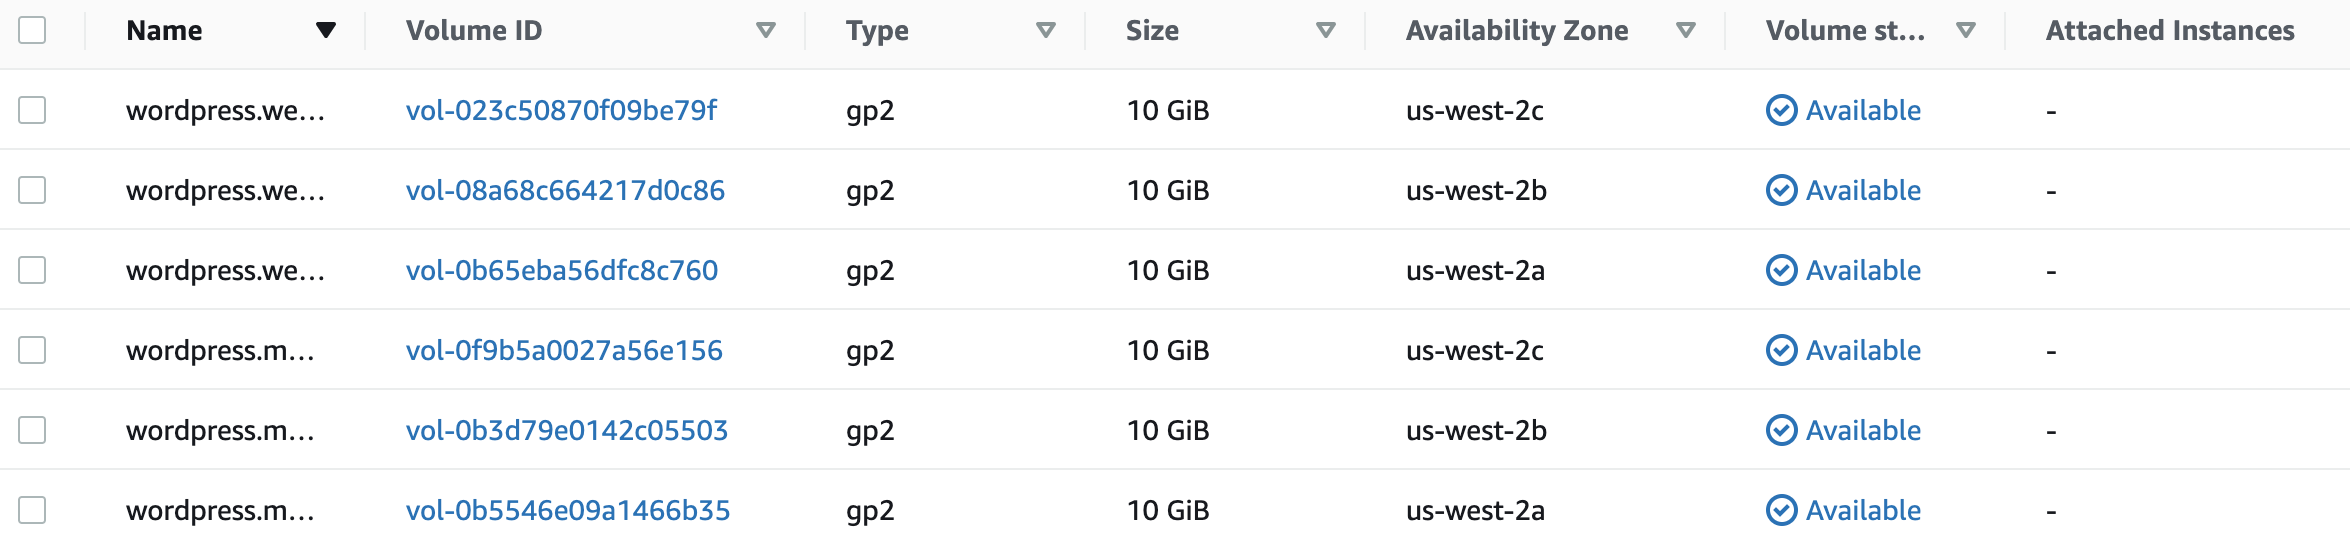 Name Volume ID Type Size Availability Zone Volume st... Attached Instances
wordpress.we... vol-023c50870f09be79f gp2 10 GiB us-west-2c Available -
wordpress.we... vol-08a68c664217d0c86 gp2 10 GiB us-west-2b Available -
wordpress.we... vol-0b65eba56dfc8c760 gp2 10 GiB us-west-2a Available -
wordpress.m... vol-0f9b5a0027a56e156 gp2 10 GiB us-west-2c Available -
wordpress.m... vol-0b3d79e0142c05503 gp2 10 GiB us-west-2b Available -
wordpress.m... vol-0b5546e09a1466b35 gp2 10 GiB us-west-2a Available -